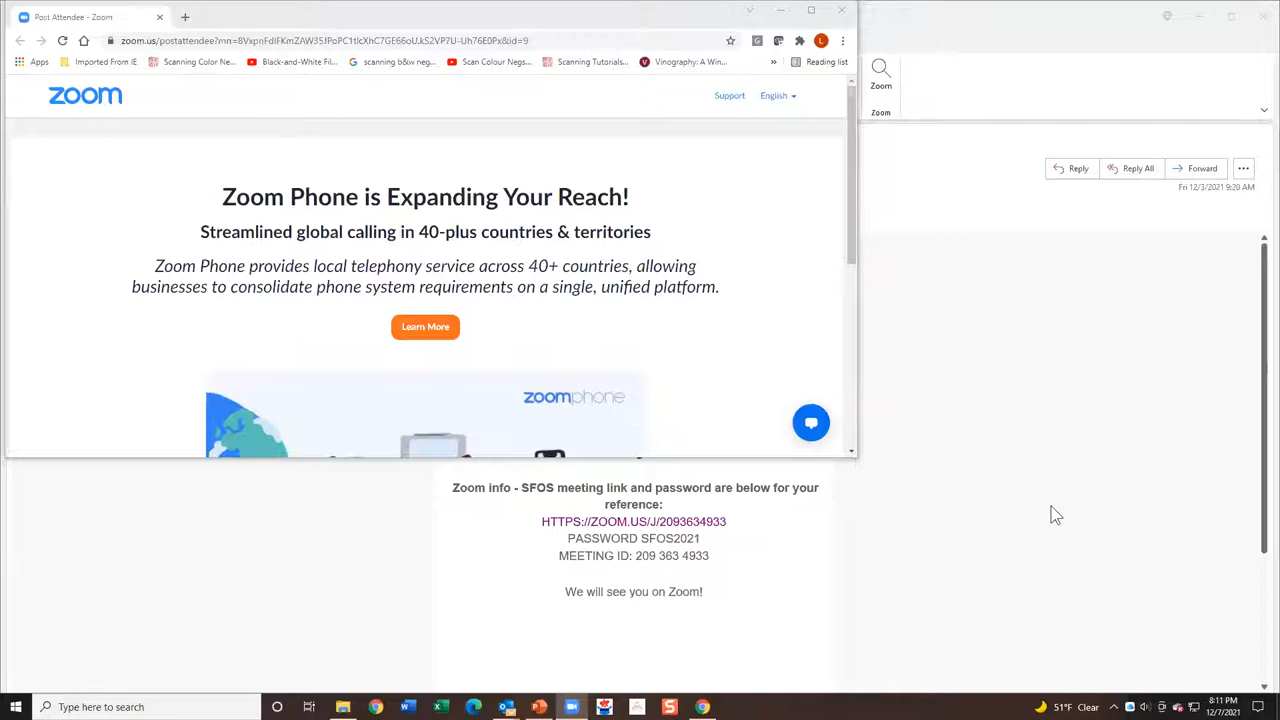 Post Attendee - Zoom
zoom.us/postattendee?mn=8VxpnFdIFKmZAW35JPoPC1tlcXhC7GE66oU.kS2VP7U-Uh76E0Px&id=9
Apps
Imported From IE
Scanning Color Ne...
Black-and-White Fil...
scanning b&w neg...
Scan Colour Negs...
Scanning Tutorials...
Vinography: A Win...
»
Reading list
L
zoom
Support
English
Zoom
Zoom
Reply
Reply All
Forward
Fri 12/3/2021 9:20 AM
Zoom Phone is Expanding Your Reach!
Streamlined global calling in 40-plus countries & territories
Zoom Phone provides local telephony service across 40+ countries, allowing
businesses to consolidate phone system requirements on a single, unified platform.
Learn More
zoomphone
Zoom info - SFOS meeting link and password are below for your
reference:
HTTPS://ZOOM.US/J/2093634933
PASSWORD SFOS2021
MEETING ID: 209 363 4933
We will see you on Zoom!
Type here to search
51°F Clear
8:11 PM
12/7/2021